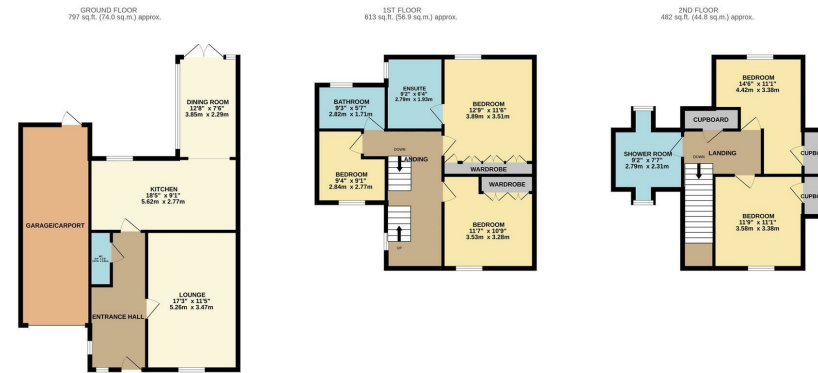 GROUND FLOOR
797 sq.ft. (74.0 sq.m.) approx.
DINING ROOM
12'8" x 7'6"
3.85m x 2.29m
KITCHEN
18'5" x 9'1"
5.62m x 2.77m
GARAGE/CARPORT
LOUNGE
17'3" x 11'5"
5.26m x 3.47m
ENTRANCE HALL
1ST FLOOR
613 sq.ft. (56.9 sq.m.) approx.
BATHROOM
9'3" x 5'7"
2.82m x 1.71m
ENSUITE
9'2" x 6'4"
2.79m x 1.93m
BEDROOM
12'9" x 11'6"
3.89m x 3.51m
DOWN
LANDING
BEDROOM
9'4" x 9'1"
2.84m x 2.77m
WARDROBE
WARDROBE
BEDROOM
11'7" x 10'9"
3.53m x 3.28m
UP
2ND FLOOR
482 sq.ft. (44.8 sq.m.) approx.
BEDROOM
14'6" x 11'1"
4.42m x 3.38m
CUPBOARD
SHOWER ROOM
9'2" x 7'7"
2.79m x 2.31m
DOWN
LANDING
CUPB
BEDROOM
11'9" x 11'1"
3.58m x 3.38m
CUPB